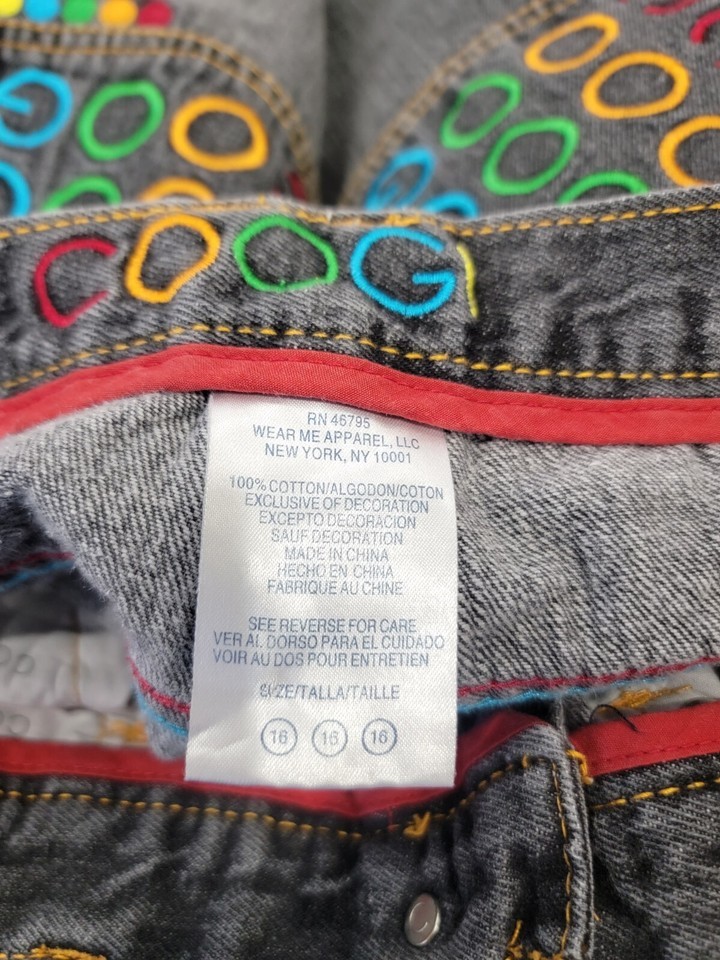 COOGI
RN 46795
WEAR ME APPAREL, LLC
NEW YORK, NY 10001
100% COTTON/ALGODON/COTON
EXCLUSIVE OF DECORATION
EXCEPTO DECORACION
SAUF DECORATION
MADE IN CHINA
HECHO EN CHINA
FABRIQUE AU CHINE
SEE REVERSE FOR CARE
VER AL DORSO PARA EL CUIDADO
VOIR AU DOS POUR ENTRETIEN
SIZE/TALLA/TAILLE
16 16 16